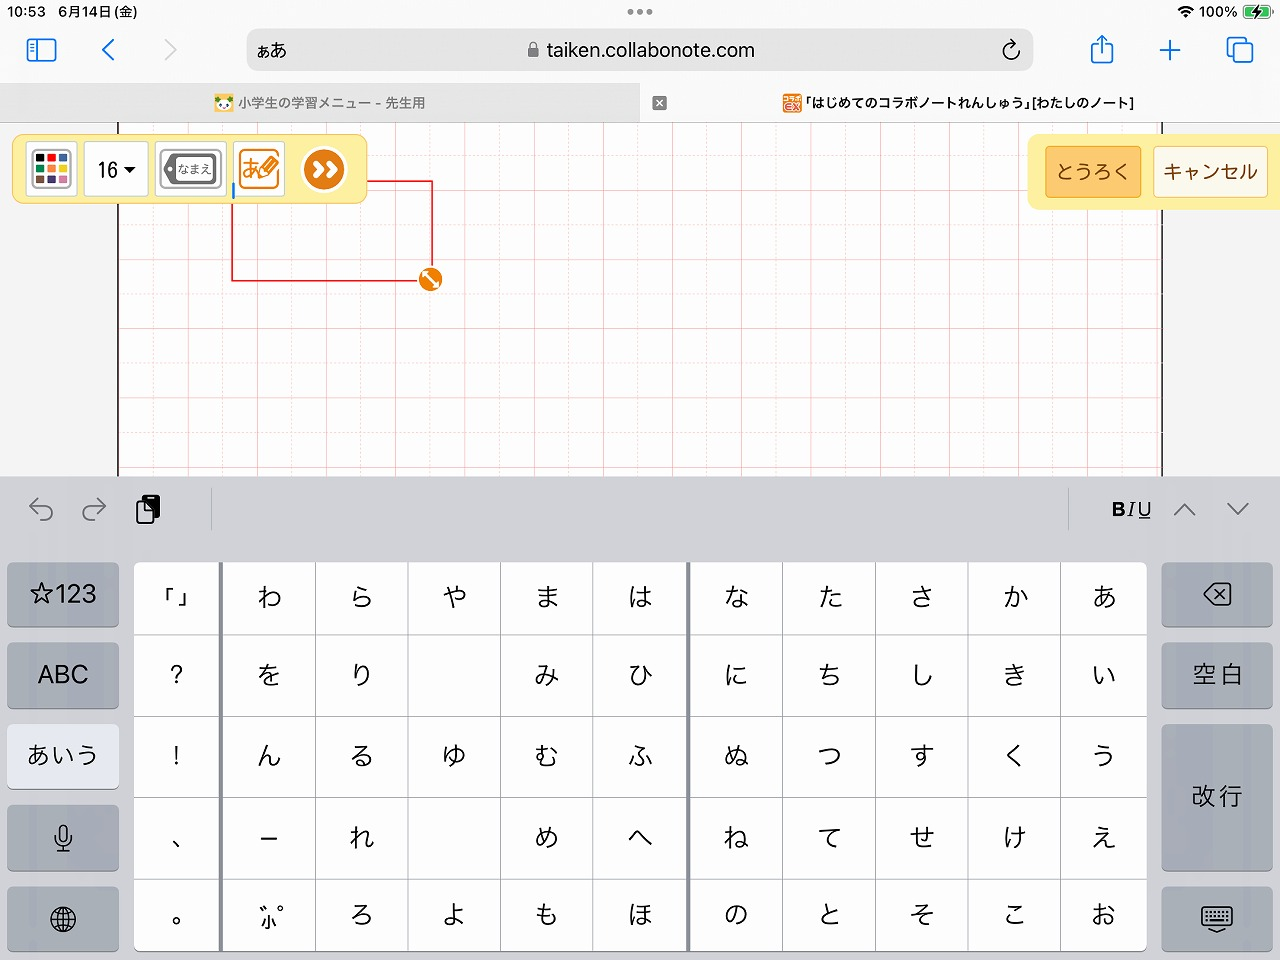 10:53 6月14日(金)
100%
ぁあ
taiken.collabonote.com
小学生の学習メニュー - 先生用
コラボ EX 「はじめてのコラボノートれんしゅう」[わたしのノート]
16
なまえ
あ
とうろく
キャンセル
BIU
☆123
「」
わ
ら
や
ま
は
な
た
さ
か
あ
ABC
?
を
り
み
ひ
に
ち
し
き
い
空白
あいう
!
ん
る
ゆ
む
ふ
ぬ
つ
す
く
う
改行
、
ー
れ
め
へ
ね
て
せ
け
え
。
゛゜小
ろ
よ
も
ほ
の
と
そ
こ
お